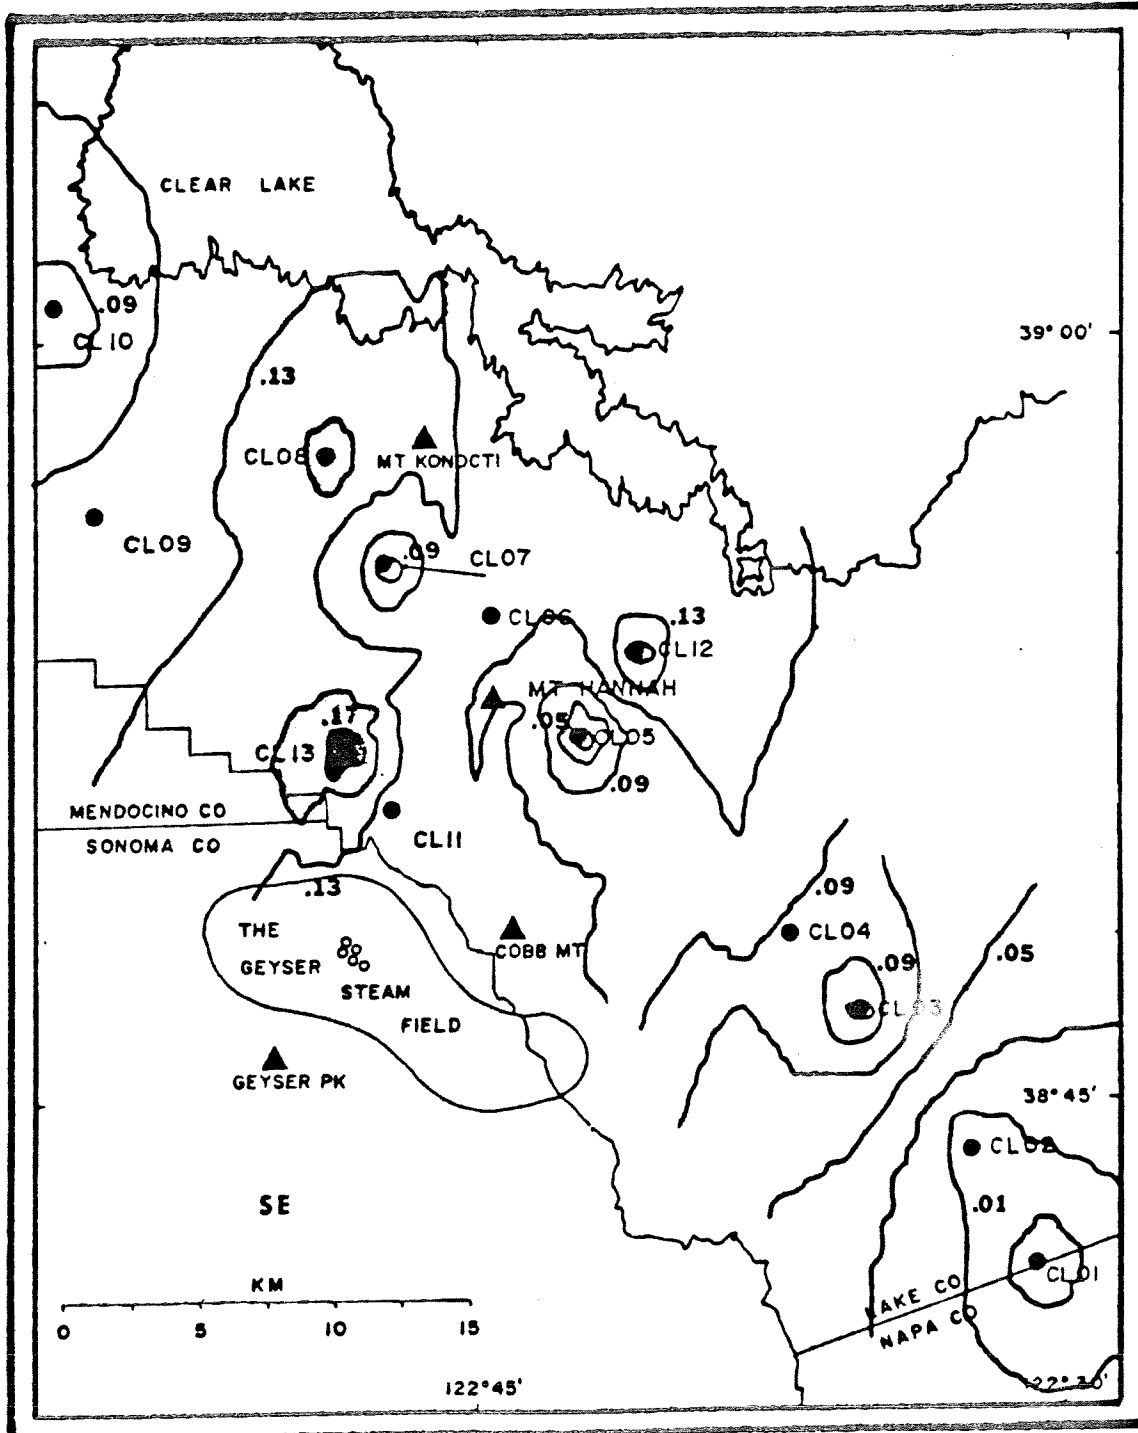 CLEAR LAKE
.09
CL10
39° 00'
.13
CL08
MT KONOCTI
CL09
.09
CL07
CL06
.13
CL12
MT HANNAH
.17
.05
CL05
CL13
.09
MENDOCINO CO
SONOMA CO
CL11
.13
.09
THE
GEYSER
STEAM
FIELD
COBB MT
CL04
.05
.09
CL03
GEYSER PK
38° 45'
CL02
.01
SE
CL01
KM
LAKE CO
NAPA CO
0 5 10 15
122° 45'
122° 30'